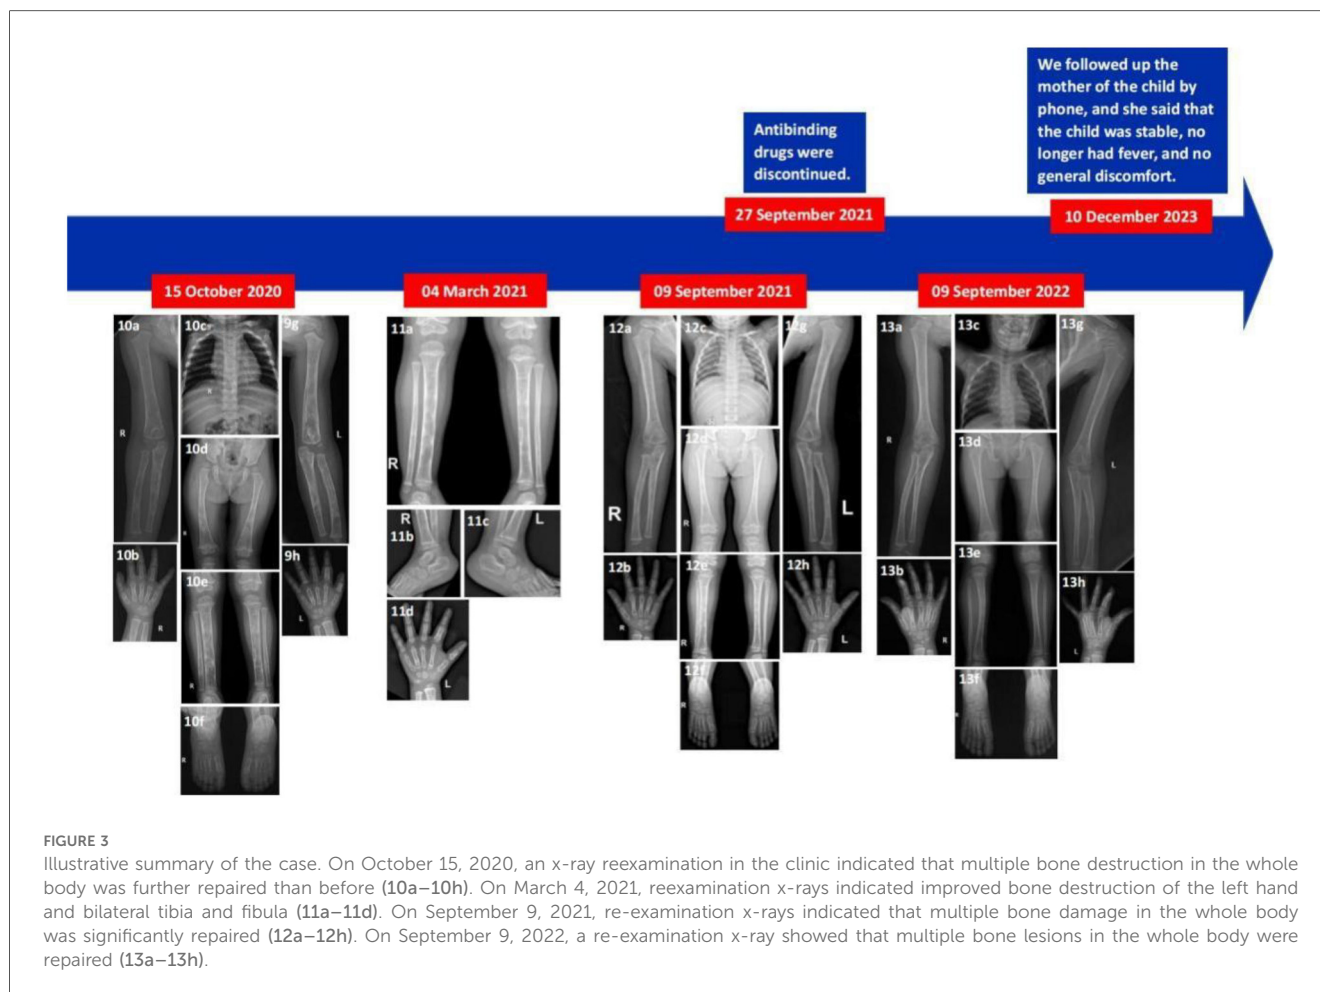 We followed up the
mother of the child by
phone, and she said that
the child was stable, no
longer had fever, and no
general discomfort.
Antibinding
drugs were
discontinued.
27 September 2021
10 December 2023
15 October 2020
04 March 2021
09 September 2021
09 September 2022
10a
10c
9g
R
R
L
10d
R
10b
R
9h
L
10e
R
10f
R
11a
R
R
11b
11c
L
11d
L
12a
R
12c
12g
L
12d
R
12b
R
12e
R
12h
L
12f
R
13a
R
13c
13g
L
13d
13b
R
13e
13h
L
13f
R
FIGURE 3
Illustrative summary of the case. On October 15, 2020, an x-ray reexamination in the clinic indicated that multiple bone destruction in the whole
body was further repaired than before (10a–10h). On March 4, 2021, reexamination x-rays indicated improved bone destruction of the left hand
and bilateral tibia and fibula (11a–11d). On September 9, 2021, re-examination x-rays indicated that multiple bone damage in the whole body
was significantly repaired (12a–12h). On September 9, 2022, a re-examination x-ray showed that multiple bone lesions in the whole body were
repaired (13a–13h).